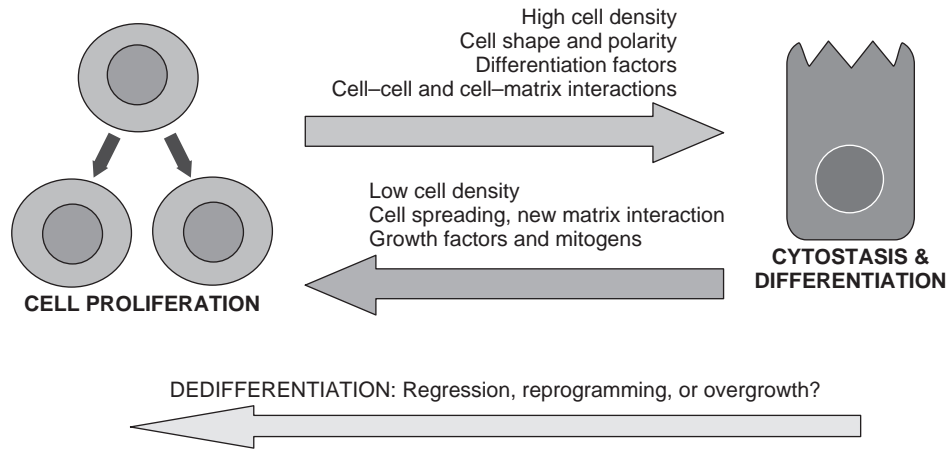 High cell density
Cell shape and polarity
Differentiation factors
Cell–cell and cell–matrix interactions
Low cell density
Cell spreading, new matrix interaction
Growth factors and mitogens
CELL PROLIFERATION
CYTOSTASIS &
DIFFERENTIATION
DEDIFFERENTIATION: Regression, reprogramming, or overgrowth?